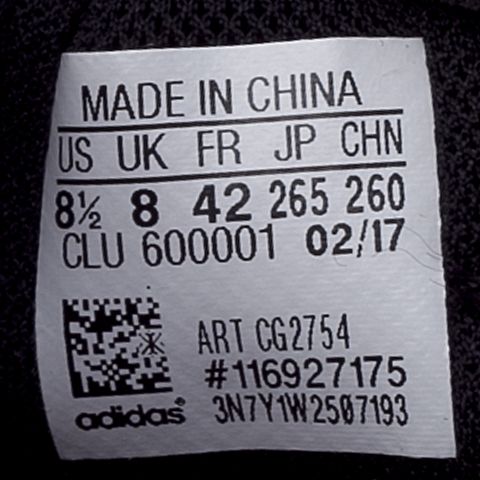 MADE IN CHINA
US UK FR JP CHN
8½ 8 42 265 260
CLU 600001 02/17
ART CG2754
#116927175
adidas® 3N7Y1W2507193